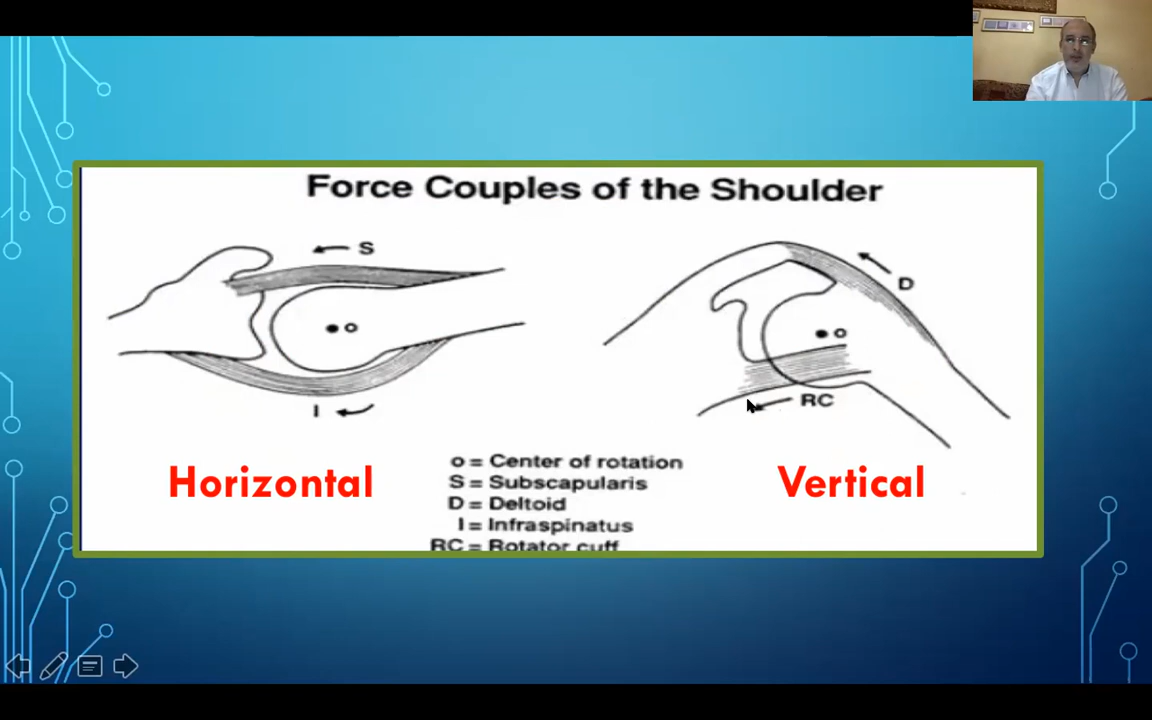 Force Couples of the Shoulder
S
o
I
D
o
RC
Horizontal
Vertical
o = Center of rotation
S = Subscapularis
D = Deltoid
I = Infraspinatus
RC = Rotator cuff